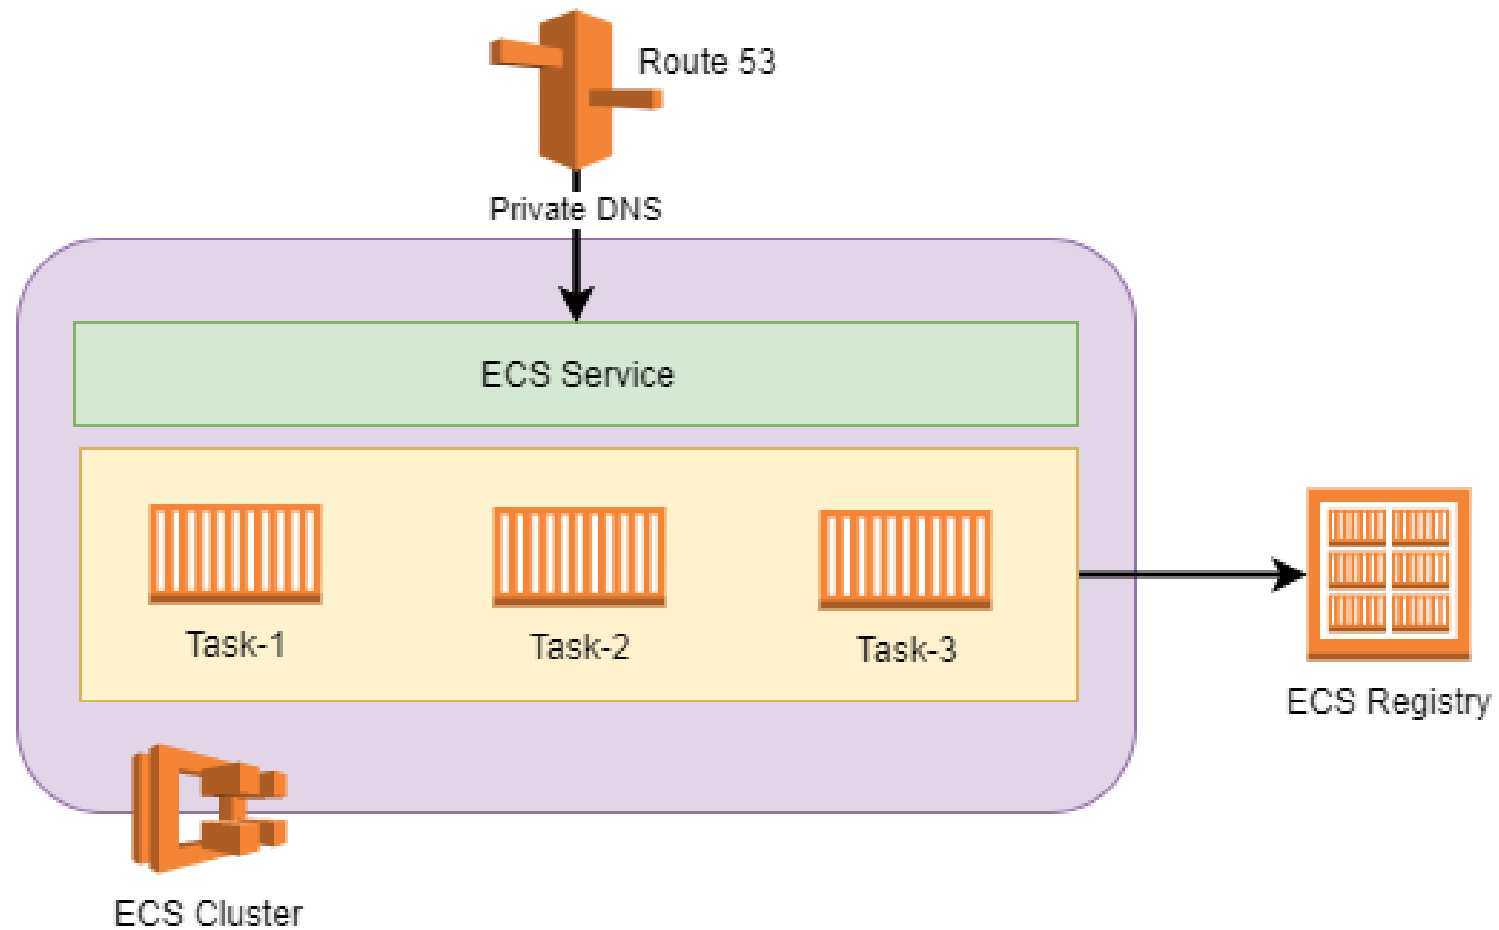 Route 53
Private DNS
ECS Service
Task-1
Task-2
Task-3
ECS Registry
ECS Cluster